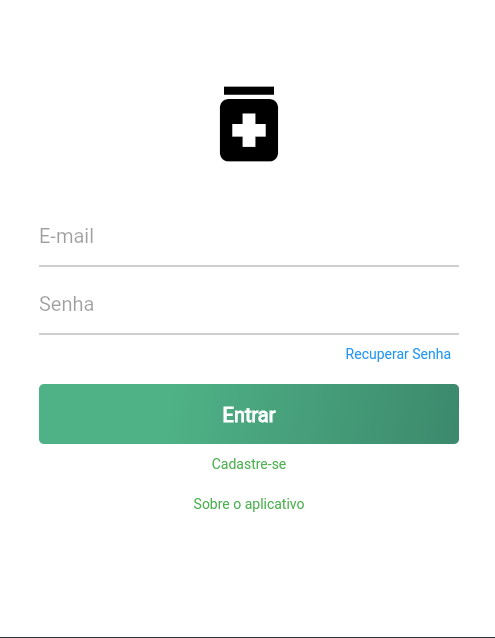 E-mail
Senha
Recuperar Senha
Entrar
Cadastre-se
Sobre o aplicativo